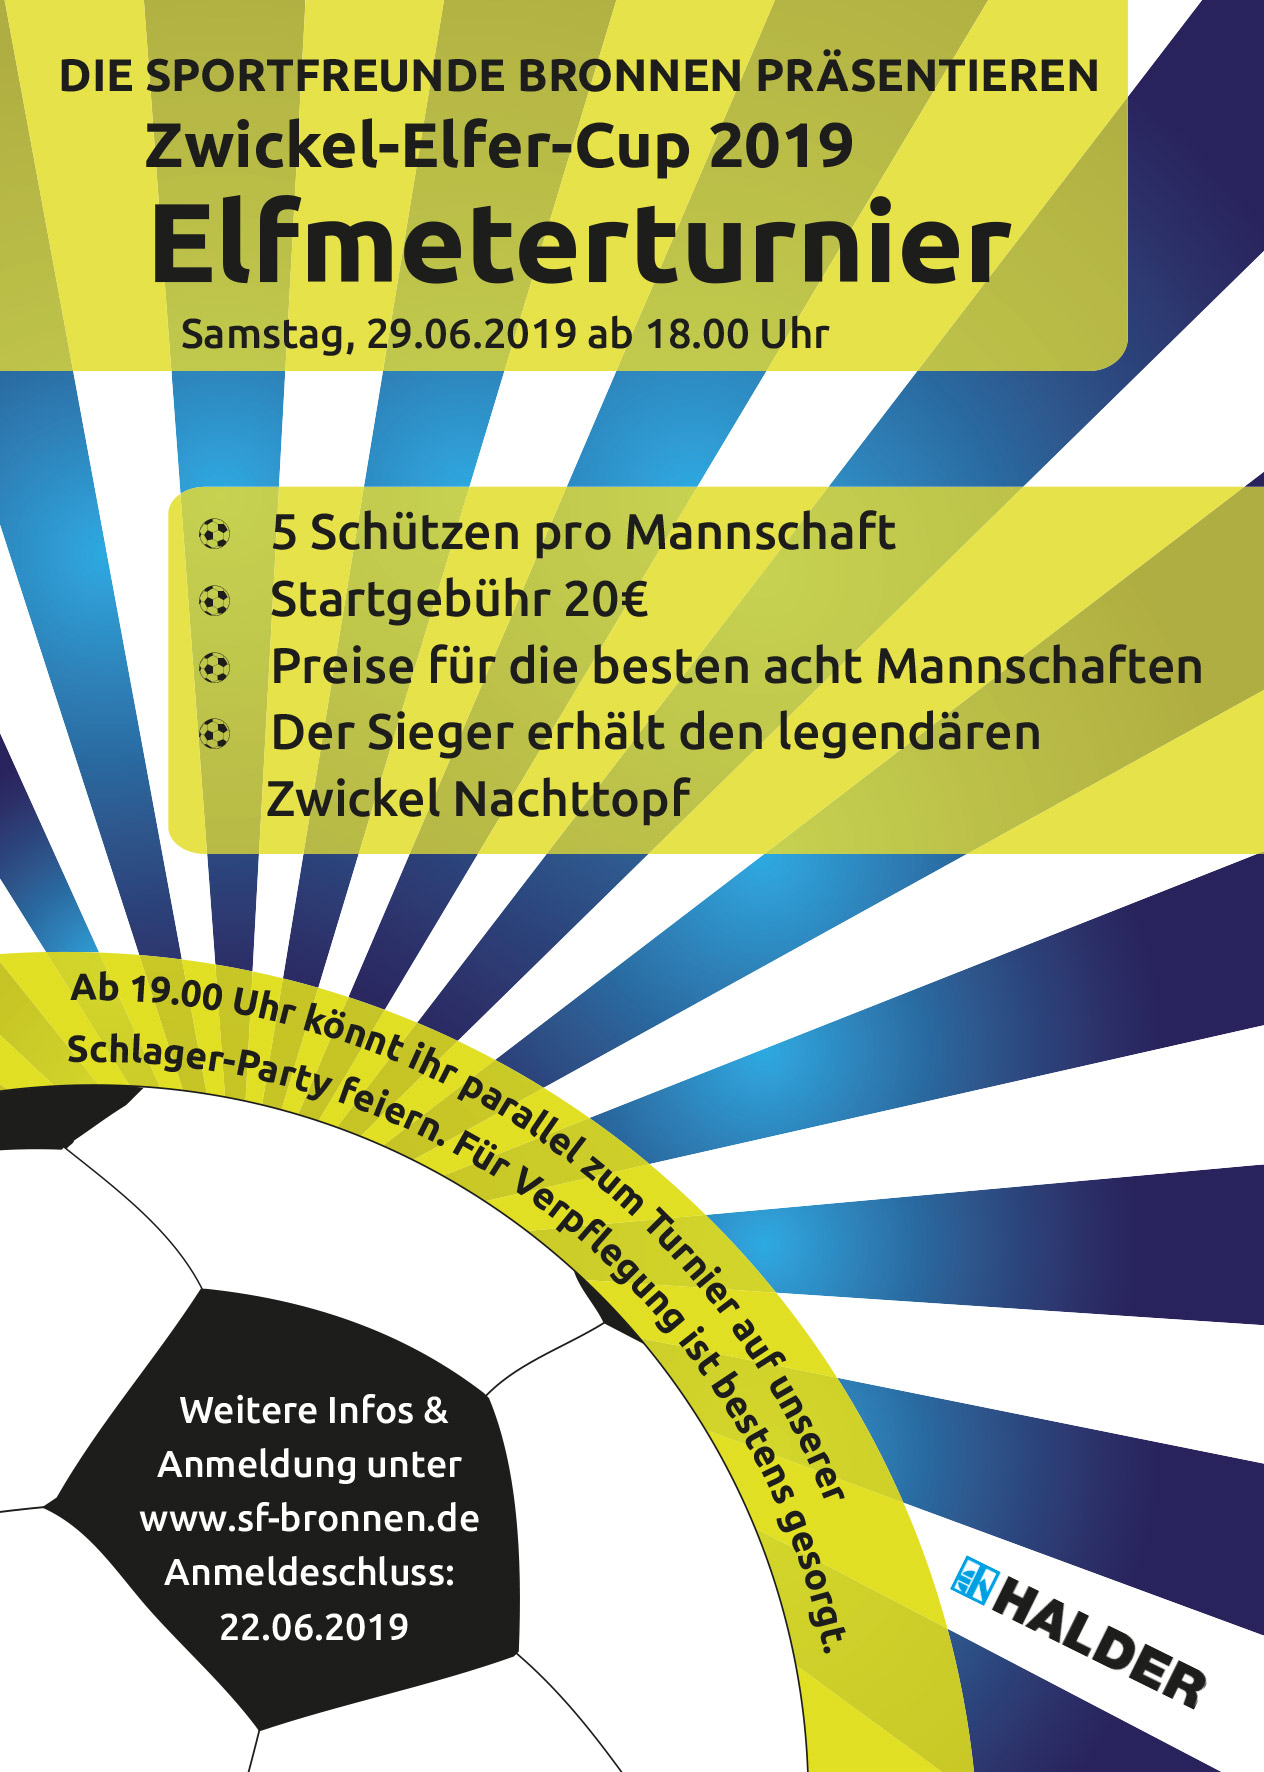 DIE SPORTFREUNDE BRONNEN PRÄSENTIEREN
Zwickel-Elfer-Cup 2019
Elfmeterturnier
Samstag, 29.06.2019 ab 18.00 Uhr
5 Schützen pro Mannschaft
Startgebühr 20€
Preise für die besten acht Mannschaften
Der Sieger erhält den legendären
Zwickel Nachttopf
Ab 19.00 Uhr könnt ihr parallel zum Turnier auf unserer
Schlager-Party feiern. Für Verpflegung ist bestens gesorgt.
Weitere Infos &
Anmeldung unter
www.sf-bronnen.de
Anmeldeschluss:
22.06.2019
HALDER